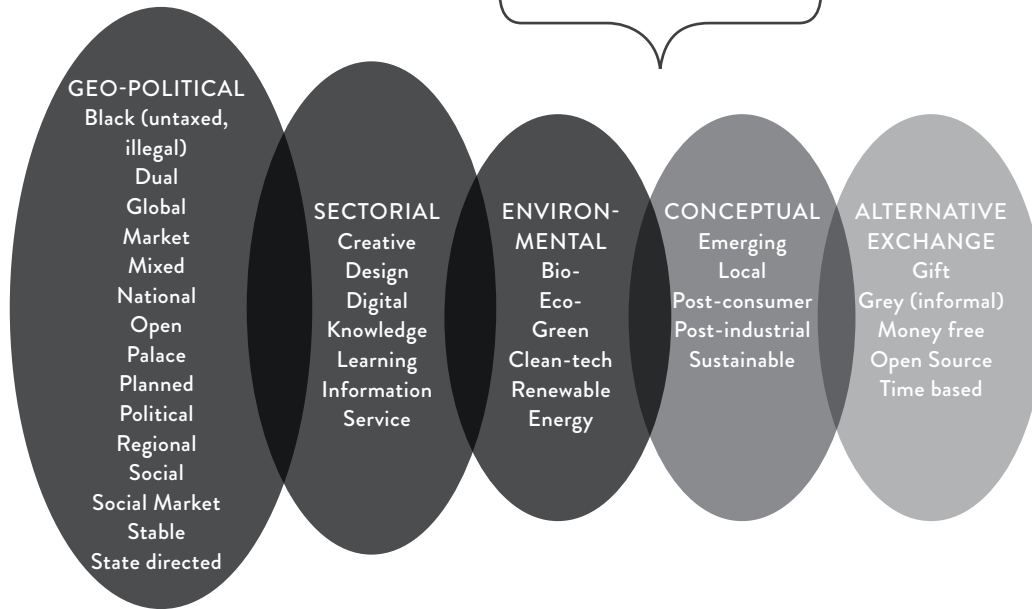 GEO-POLITICAL
Black (untaxed,
illegal)
Dual
Global
Market
Mixed
National
Open
Palace
Planned
Political
Regional
Social
Social Market
Stable
State directed
SECTORIAL
Creative
Design
Digital
Knowledge
Learning
Information
Service
ENVIRON-
MENTAL
Bio-
Eco-
Green
Clean-tech
Renewable
Energy
CONCEPTUAL
Emerging
Local
Post-consumer
Post-industrial
Sustainable
ALTERNATIVE
EXCHANGE
Gift
Grey (informal)
Money free
Open Source
Time based